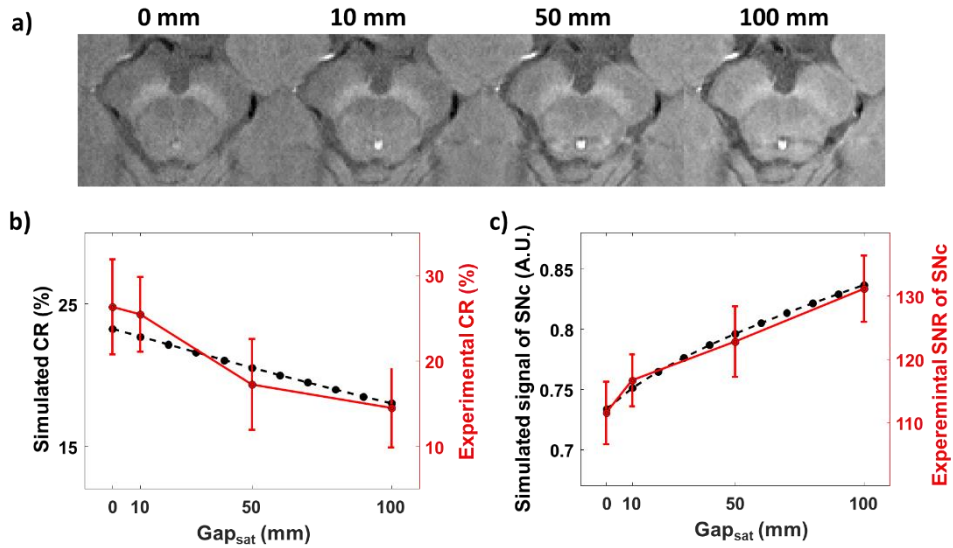 a)
0 mm 10 mm 50 mm 100 mm
b)
Simulated CR (%)
25
15
Experimental CR (%)
30
20
10
0 10 50 100
Gapsat (mm)
c)
Simulated signal of SNc (A.U.)
0.85
0.8
0.75
0.7
Experemintal SNR of SNc
130
120
110
0 10 50 100
Gapsat (mm)